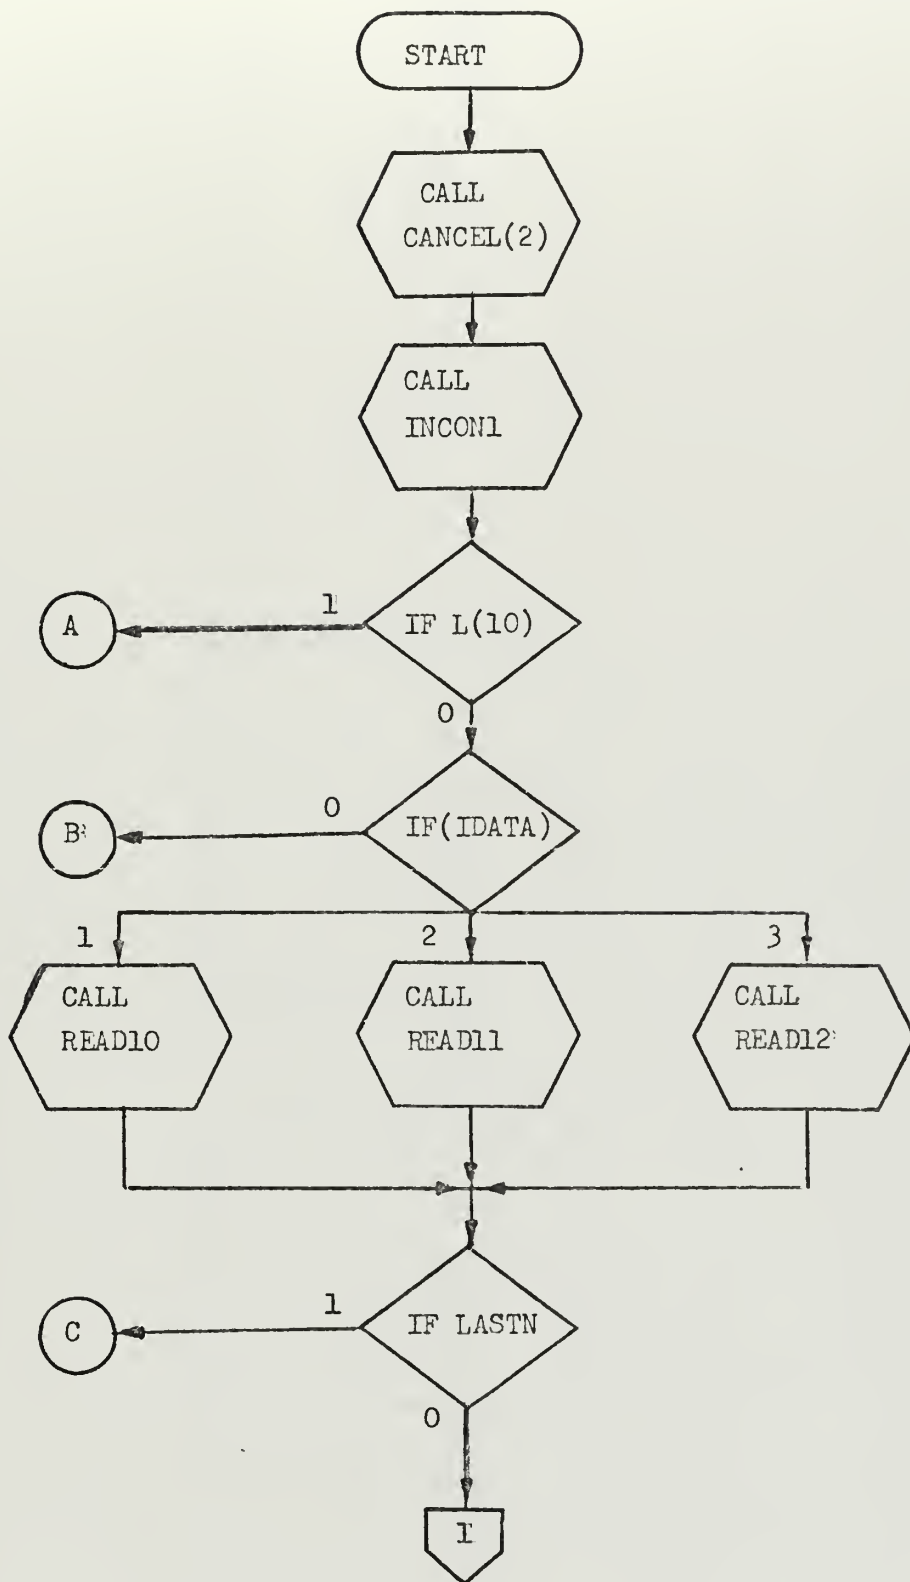 START
CALL
CANCEL(2)
CALL
INCON1
1
IF L(10)
A
0
0
IF(IDATA)
B
1
2
3
CALL
READ10
CALL
READ11
CALL
READ12
1
IF LASTN
C
0
1